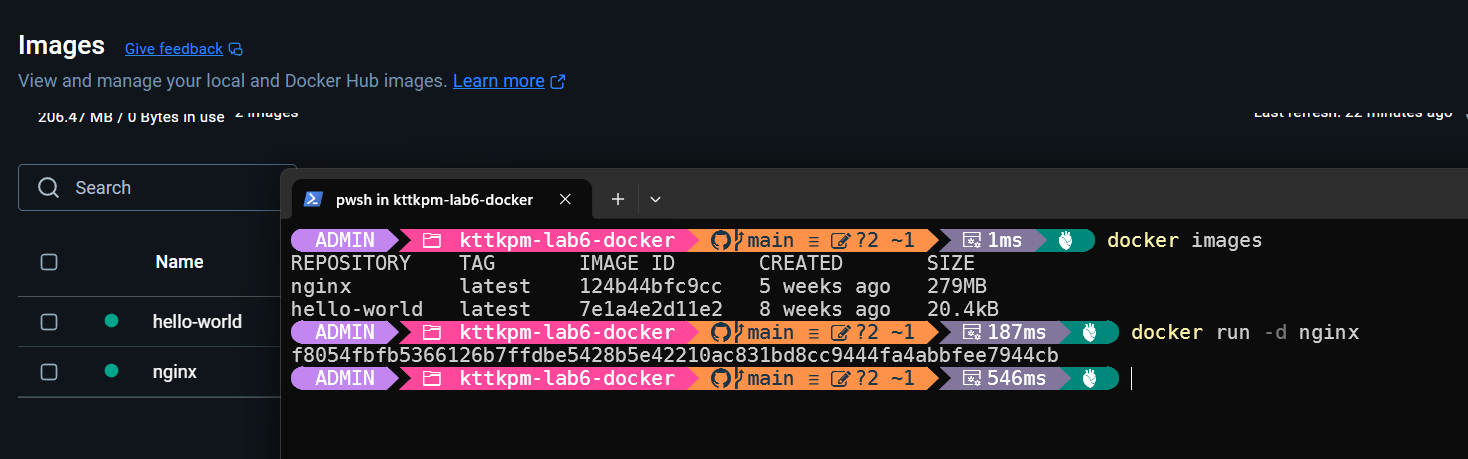 Images Give feedback
View and manage your local and Docker Hub images. Learn more
206.47 MB / 0 Bytes in use 2 images Last refresh: 22 minutes ago
Search
pwsh in kttkpm-lab6-docker
ADMIN kttkpm-lab6-docker main ≡ ?2 ~1 1ms docker images
REPOSITORY TAG IMAGE ID CREATED SIZE
nginx latest 124b44bfc9cc 5 weeks ago 279MB
hello-world latest 7e1a4e2d11e2 8 weeks ago 20.4kB
ADMIN kttkpm-lab6-docker main ≡ ?2 ~1 187ms docker run -d nginx
f8054fbfb5366126b7ffdbe5428b5e42210ac831bd8cc9444fa4abbfee7944cb
ADMIN kttkpm-lab6-docker main ≡ ?2 ~1 546ms
Name
hello-world
nginx